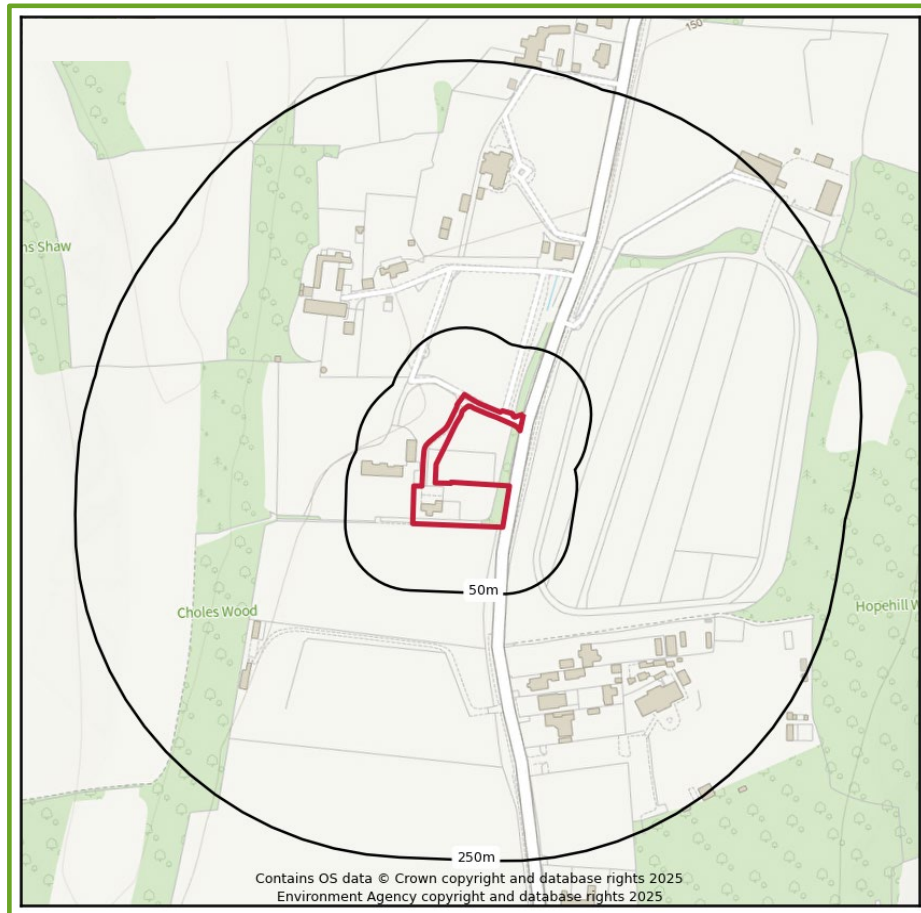 150
ns Shaw
50m
Choles Wood
Hopehill W
250m
Contains OS data © Crown copyright and database rights 2025
Environment Agency copyright and database rights 2025